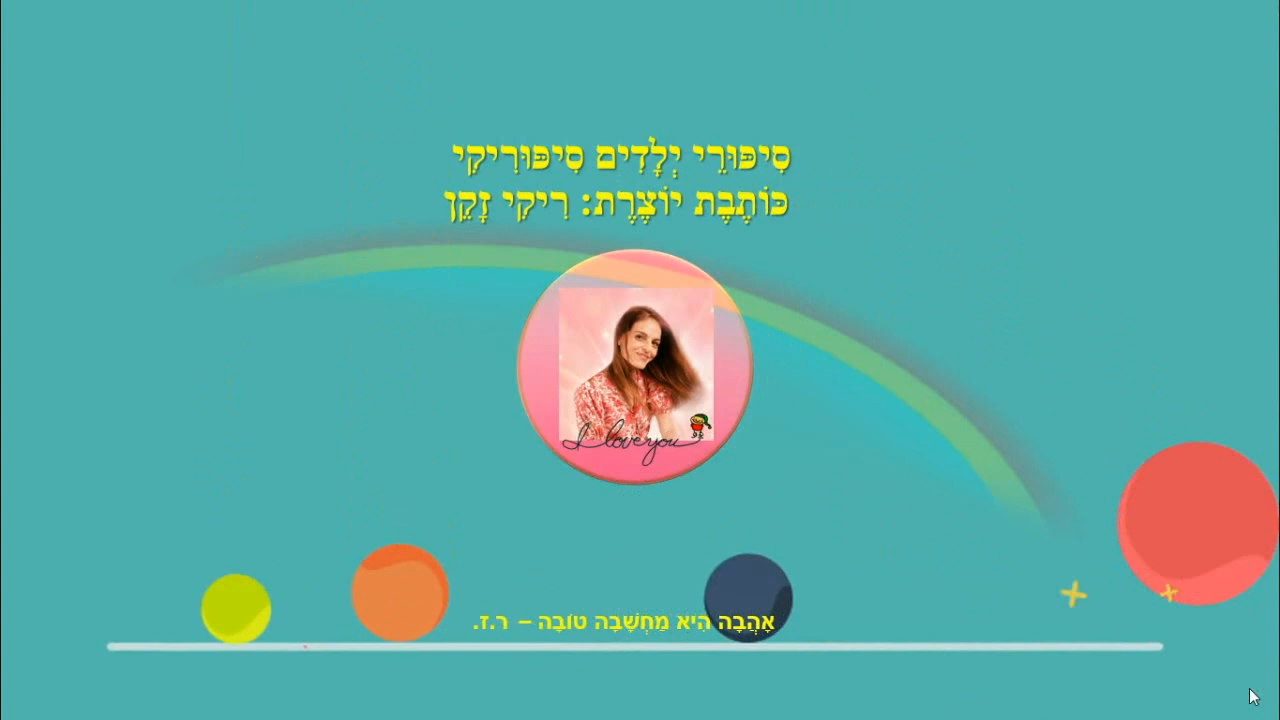 סִיפּוּרֵי יְלָדִים סִיפּוּרִיקִי
כּוֹתֶבֶת יוֹצֶרֶת: רִיקִי זָקֵן
I love you
אָהֲבָה הִיא מַחְשָׁבָה טוֹבָה – ר.ז.